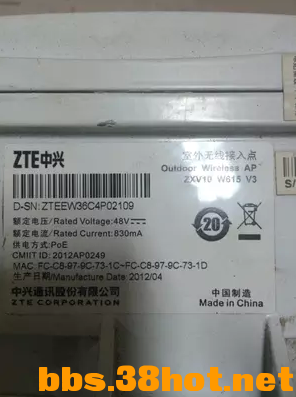 ZTE中兴
室外无线接入点
Outdoor Wireless AP
ZXV10 W615 V3
D-SN: ZTEEW36C4P02109
额定电压/Rated Voltage:48V
额定电流/Rated Current:830mA
供电方式:PoE
CMIIT ID: 2012AP0249
MAC: FC-C8-97-9C-73-1C~FC-C8-97-9C-73-1D
生产日期/Manufacture Date: 2012/04
20
中兴通讯股份有限公司
ZTE CORPORATION
中国制造
Made in China
S/
bbs.38hot.net